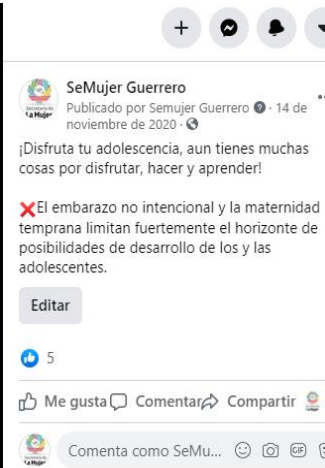 SeMujer Guerrero
Publicado por Semujer Guerrero · 14 de
noviembre de 2020 ·
¡Disfruta tu adolescencia, aun tienes muchas
cosas por disfrutar, hacer y aprender!
❌El embarazo no intencional y la maternidad
temprana limitan fuertemente el horizonte de
posibilidades de desarrollo de los y las
adolescentes.
Editar
5
Me gusta Comentar Compartir
Comenta como SeMu... GIF